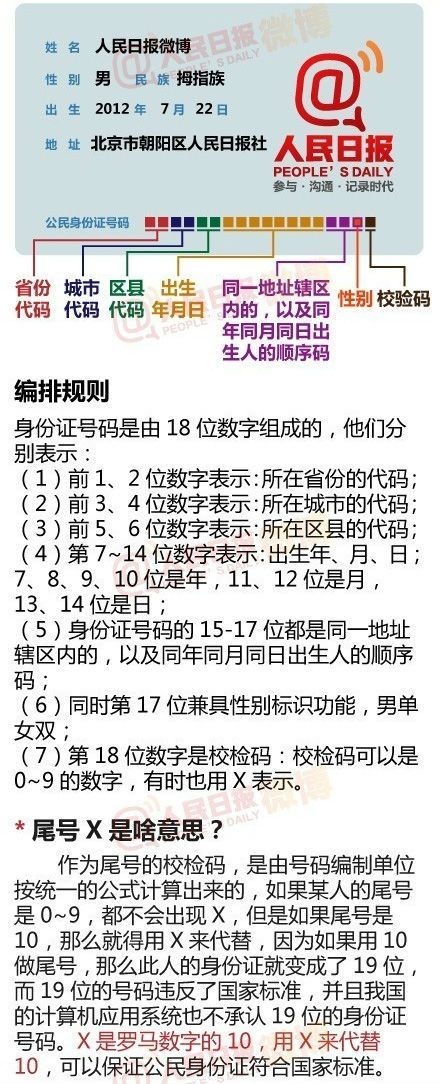 姓 名 人民日报微博
性 别 男 民 族 拇指族
出 生 2012 年 7 月 22 日
地 址 北京市朝阳区人民日报社
人民日报
PEOPLE'S DAILY
参与·沟通·记录时代
公民身份证号码
省份代码
城市代码
区县代码
出生年月日
同一地址辖区
内的，以及同
年同月同日出
生人的顺序码
性别
校验码
编排规则
身份证号码是由 18 位数字组成的，他们分
别表示：
（1）前 1、2 位数字表示：所在省份的代码；
（2）前 3、4 位数字表示：所在城市的代码；
（3）前 5、6 位数字表示：所在区县的代码；
（4）第 7~14 位数字表示：出生年、月、日；
7、8、9、10 位是年，11、12 位是月，
13、14 位是日；
（5）身份证号码的 15-17 位都是同一地址
辖区内的，以及同年同月同日出生人的顺序
码；
（6）同时第 17 位兼具性别标识功能，男单
女双；
（7）第 18 位数字是校检码：校检码可以是
0~9 的数字，有时也用 X 表示。
* 尾号 X 是啥意思？
作为尾号的校检码，是由号码编制单位
按统一的公式计算出来的，如果某人的尾号
是 0~9，都不会出现 X，但是如果尾号是
10，那么就得用 X 来代替，因为如果用 10
做尾号，那么此人的身份证就变成了 19 位，
而 19 位的号码违反了国家标准，并且我国
的计算机应用系统也不承认 19 位的身份证
号码。X 是罗马数字的 10，用 X 来代替
10，可以保证公民身份证符合国家标准。